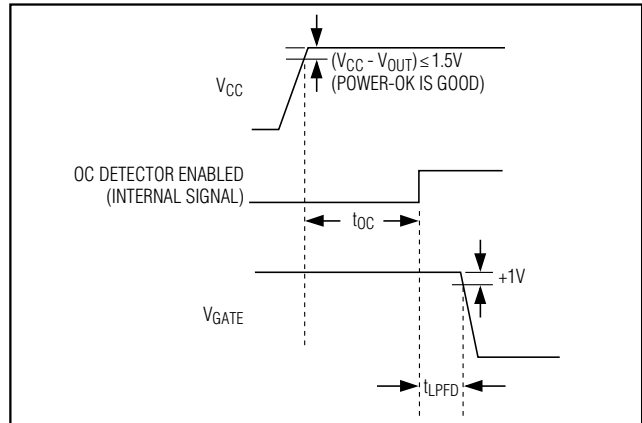 (VCC - VOUT) ≤ 1.5V
(POWER-OK IS GOOD)
VCC
OC DETECTOR ENABLED
(INTERNAL SIGNAL)
tOC
+1V
VGATE
tLPFD